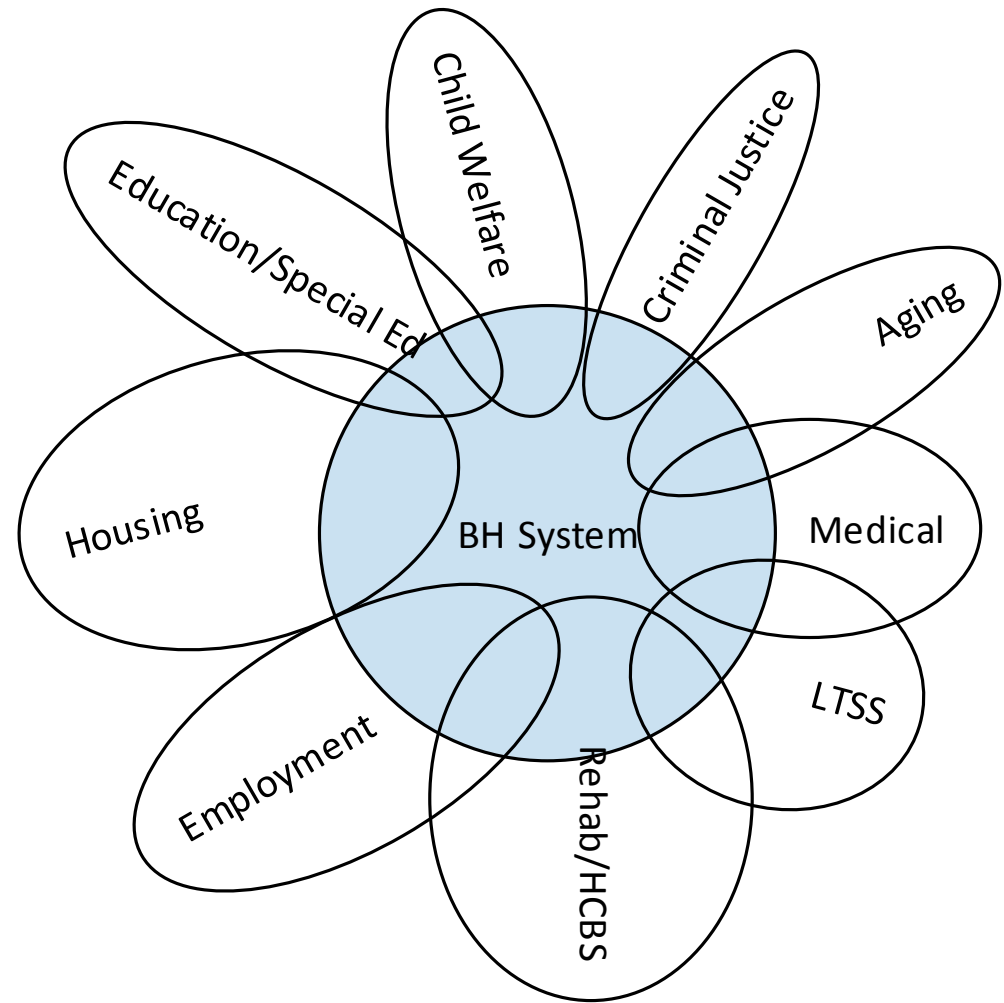 Child Welfare
Criminal Justice
Education/Special Ed
Aging
Housing
BH System
Medical
LTSS
Employment
Rehab/HCBS